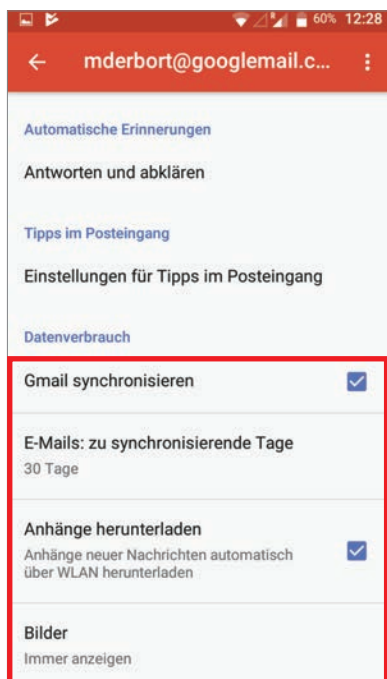 60% 12:28
mderbort@googlemail.c...
Automatische Erinnerungen
Antworten und abklären
Tipps im Posteingang
Einstellungen für Tipps im Posteingang
Datenverbrauch
Gmail synchronisieren
E-Mails: zu synchronisierende Tage
30 Tage
Anhänge herunterladen
Anhänge neuer Nachrichten automatisch
über WLAN herunterladen
Bilder
Immer anzeigen